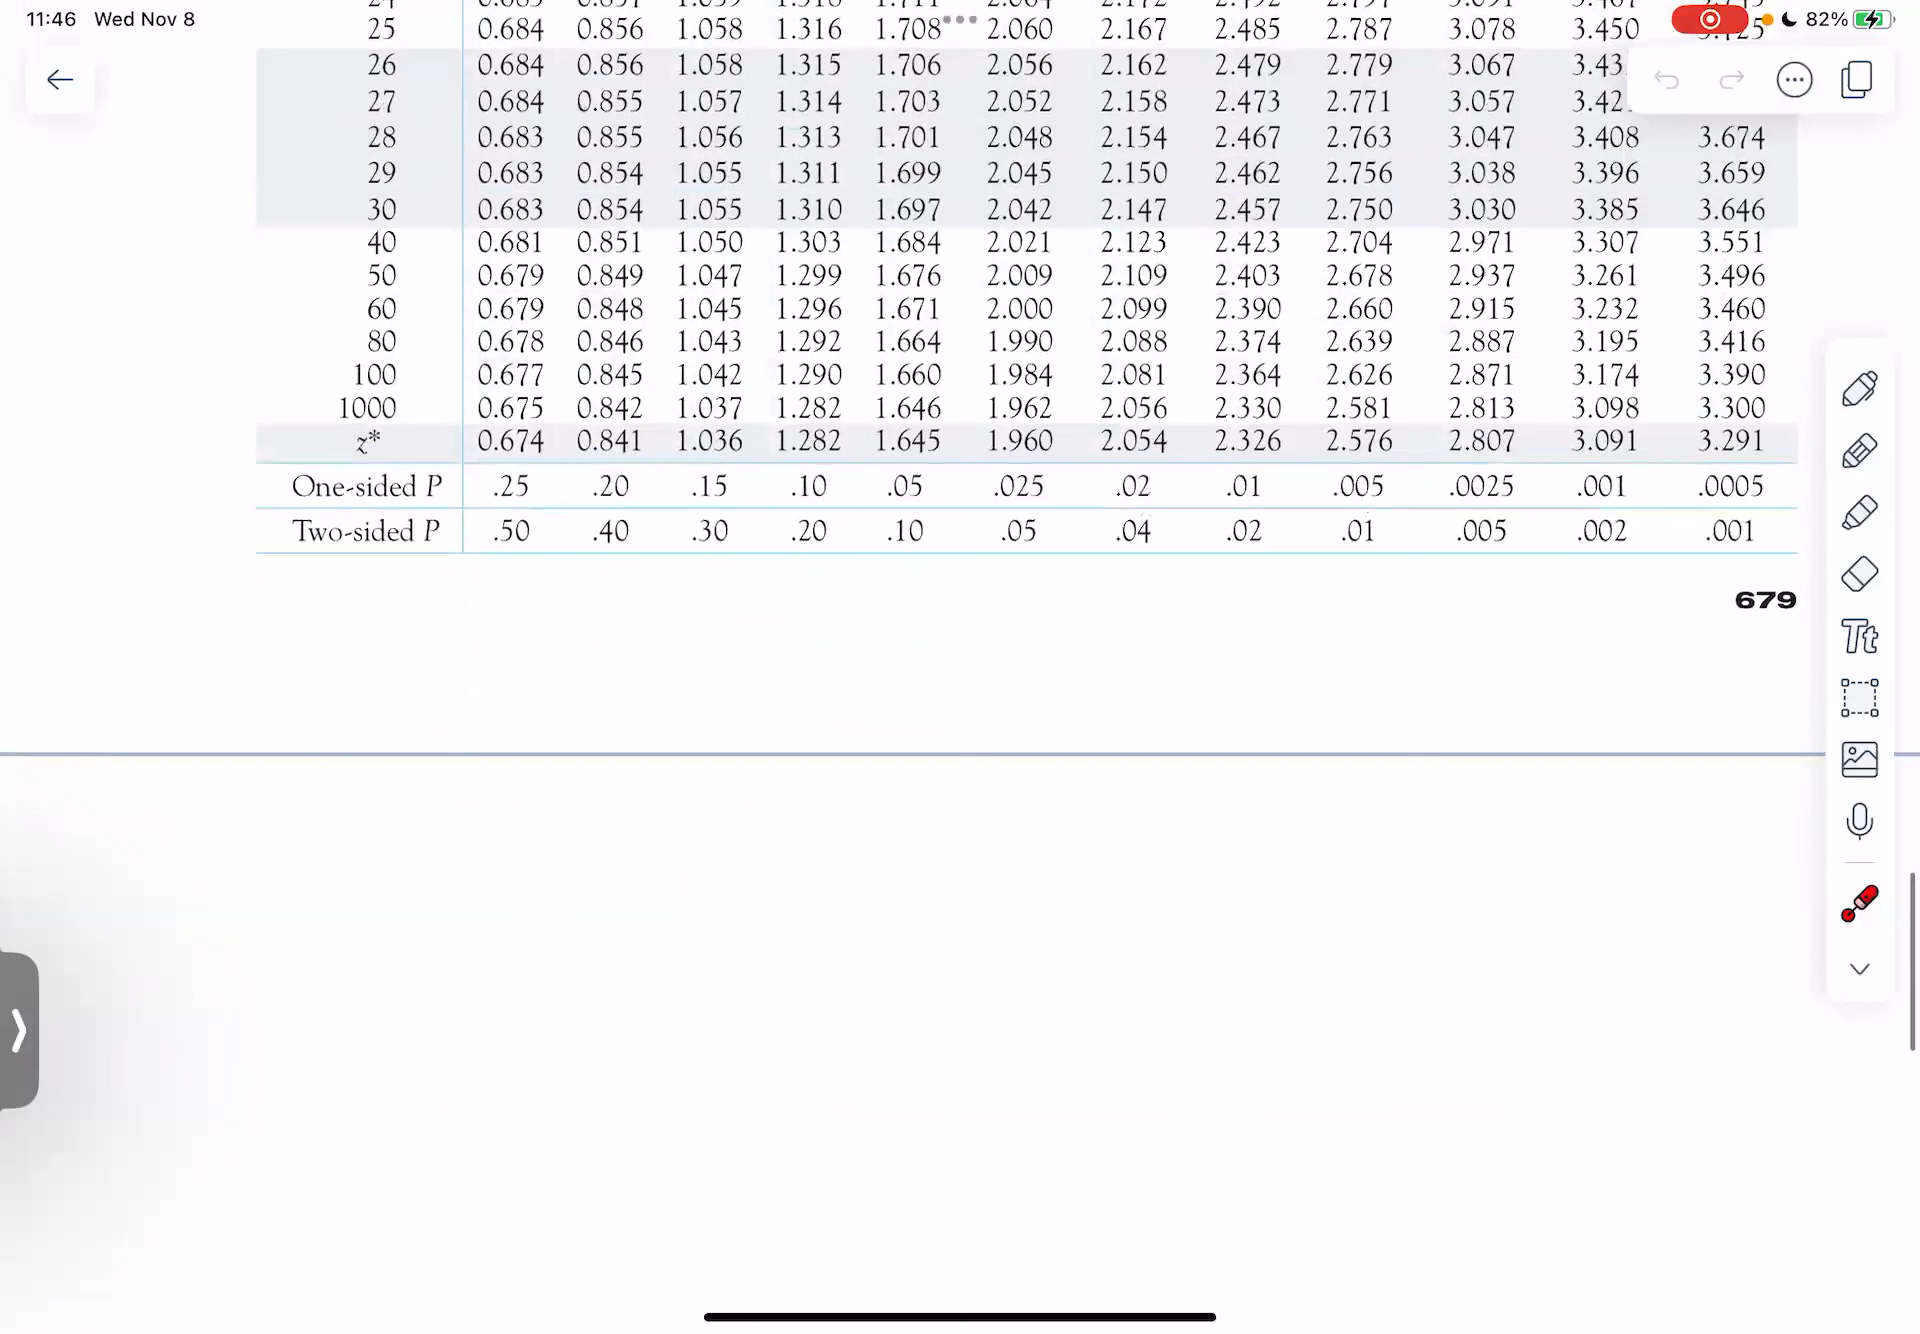 11:46 Wed Nov 8 82%
25 0.684 0.856 1.058 1.316 1.708 2.060 2.167 2.485 2.787 3.078 3.450
26 0.684 0.856 1.058 1.315 1.706 2.056 2.162 2.479 2.779 3.067 3.43
27 0.684 0.855 1.057 1.314 1.703 2.052 2.158 2.473 2.771 3.057 3.42
28 0.683 0.855 1.056 1.313 1.701 2.048 2.154 2.467 2.763 3.047 3.408 3.674
29 0.683 0.854 1.055 1.311 1.699 2.045 2.150 2.462 2.756 3.038 3.396 3.659
30 0.683 0.854 1.055 1.310 1.697 2.042 2.147 2.457 2.750 3.030 3.385 3.646
40 0.681 0.851 1.050 1.303 1.684 2.021 2.123 2.423 2.704 2.971 3.307 3.551
50 0.679 0.849 1.047 1.299 1.676 2.009 2.109 2.403 2.678 2.937 3.261 3.496
60 0.679 0.848 1.045 1.296 1.671 2.000 2.099 2.390 2.660 2.915 3.232 3.460
80 0.678 0.846 1.043 1.292 1.664 1.990 2.088 2.374 2.639 2.887 3.195 3.416
100 0.677 0.845 1.042 1.290 1.660 1.984 2.081 2.364 2.626 2.871 3.174 3.390
1000 0.675 0.842 1.037 1.282 1.646 1.962 2.056 2.330 2.581 2.813 3.098 3.300
z* 0.674 0.841 1.036 1.282 1.645 1.960 2.054 2.326 2.576 2.807 3.091 3.291
One-sided P .25 .20 .15 .10 .05 .025 .02 .01 .005 .0025 .001 .0005
Two-sided P .50 .40 .30 .20 .10 .05 .04 .02 .01 .005 .002 .001
679
Tt